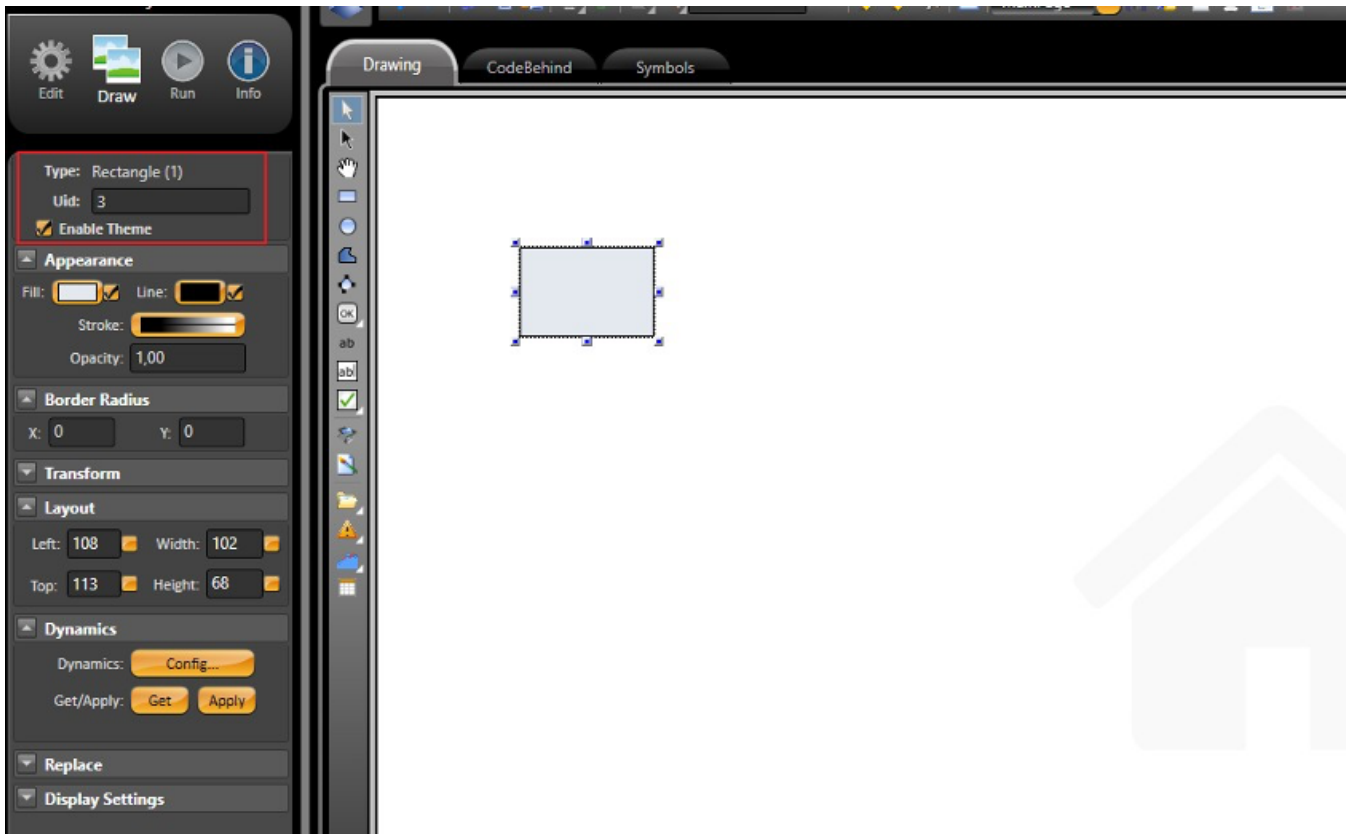 Edit Draw Run Info
Drawing CodeBehind Symbols
Type: Rectangle (1)
Uid: 3
Enable Theme
Appearance
Fill: Line:
Stroke:
Opacity: 1,00
Border Radius
X: 0 Y: 0
Transform
Layout
Left: 108 Width: 102
Top: 113 Height: 68
Dynamics
Dynamics: Config...
Get/Apply: Get Apply
Replace
Display Settings
OK
ab
ab